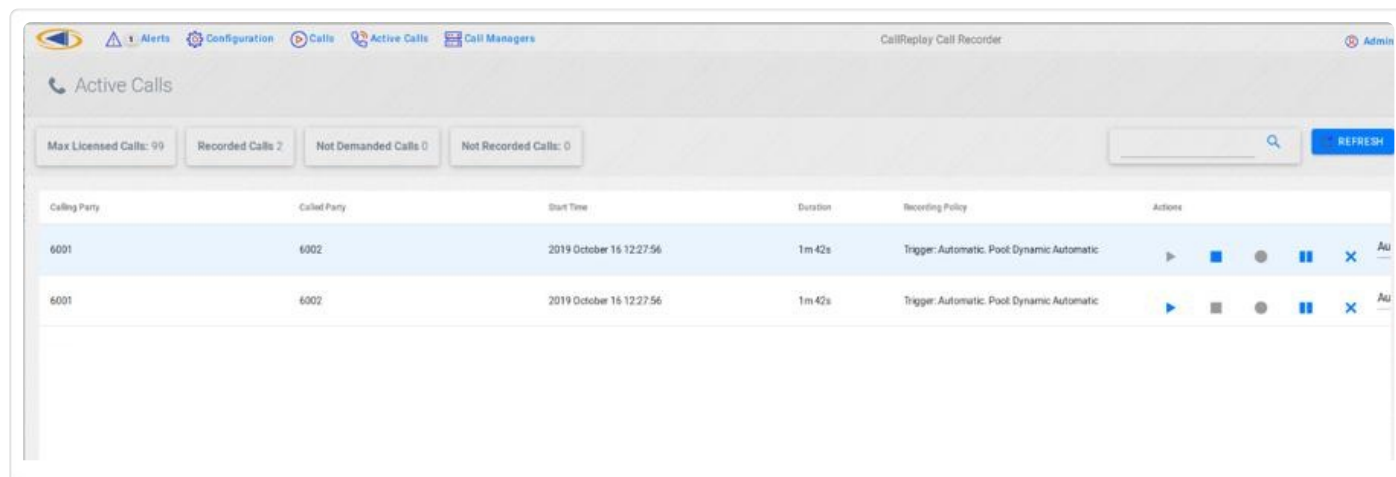 1 Alerts Configuration Calls Active Calls Call Managers CallReplay Call Recorder Admin
Active Calls
Max Licensed Calls: 99 Recorded Calls 2 Not Demanded Calls 0 Not Recorded Calls: 0 REFRESH
Calling Party Called Party Start Time Duration Recording Policy Actions
6001 6002 2019 October 16 12:27:56 1m 42s Trigger: Automatic. Pool: Dynamic Automatic Au
6001 6002 2019 October 16 12:27:56 1m 42s Trigger: Automatic. Pool: Dynamic Automatic Au